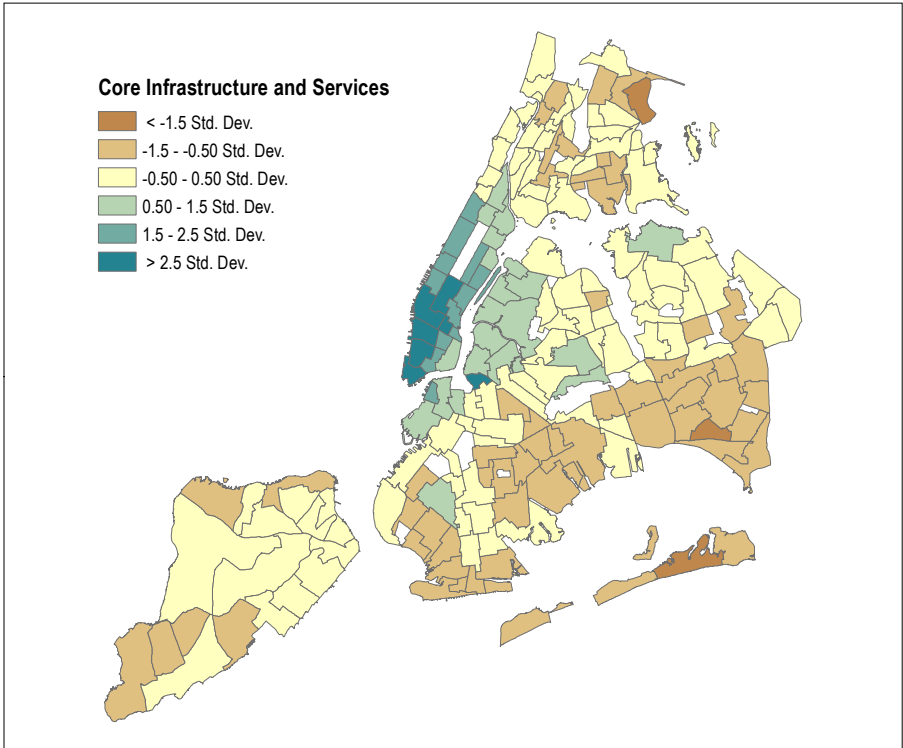 Core Infrastructure and Services
< -1.5 Std. Dev.
-1.5 - -0.50 Std. Dev.
-0.50 - 0.50 Std. Dev.
0.50 - 1.5 Std. Dev.
1.5 - 2.5 Std. Dev.
> 2.5 Std. Dev.